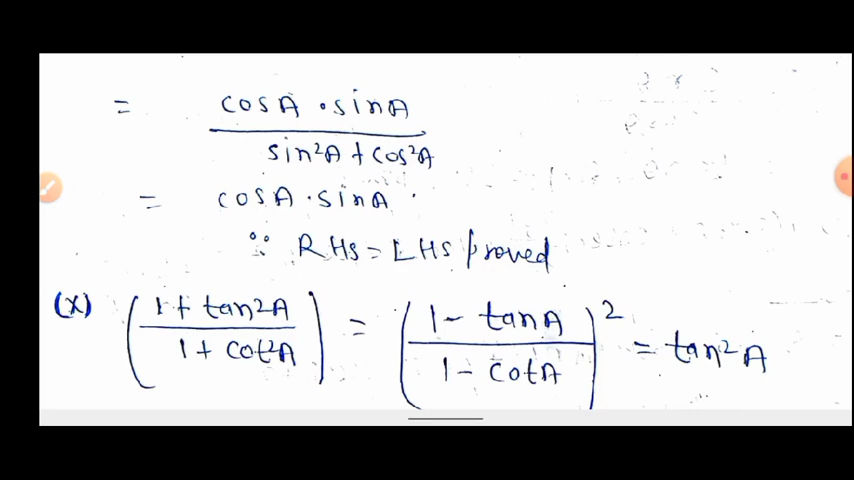 = cosA . sinA / sin²A + cos²A
= cosA . sinA .
∵ RHS = LHS proved
(x) (1 + tan²A / 1 + cot²A) = (1 - tanA / 1 - cotA)² = tan²A